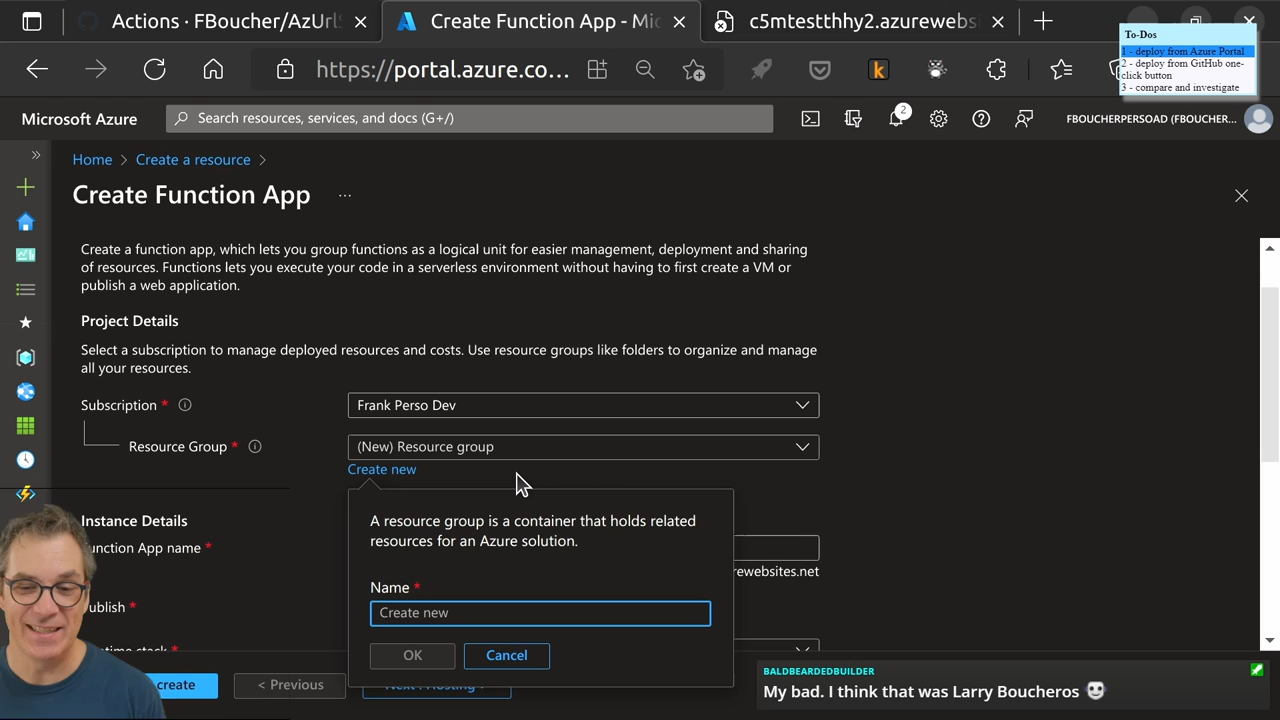 Actions · FBoucher/AzUrlS
Create Function App - Mic
c5mtestthhy2.azurewebs
To-Dos
1 - deploy from Azure Portal
2 - deploy from GitHub one-
click button
3 - compare and investigate
https://portal.azure.co...
Microsoft Azure
Search resources, services, and docs (G+/)
2
FBOUCHERPERSOAD (FBOUCHER...
Home > Create a resource >
Create Function App ...
Create a function app, which lets you group functions as a logical unit for easier management, deployment and sharing
of resources. Functions lets you execute your code in a serverless environment without having to first create a VM or
publish a web application.
Project Details
Select a subscription to manage deployed resources and costs. Use resource groups like folders to organize and manage
all your resources.
Subscription *
Frank Perso Dev
Resource Group *
(New) Resource group
Create new
A resource group is a container that holds related
resources for an Azure solution.
Name *
Create new
OK
Cancel
Instance Details
unction App name *
rewebsites.net
ublish *
untime stack *
create
< Previous
Next : Hosting >
BALDBEARDEDBUILDER
My bad. I think that was Larry Boucheros